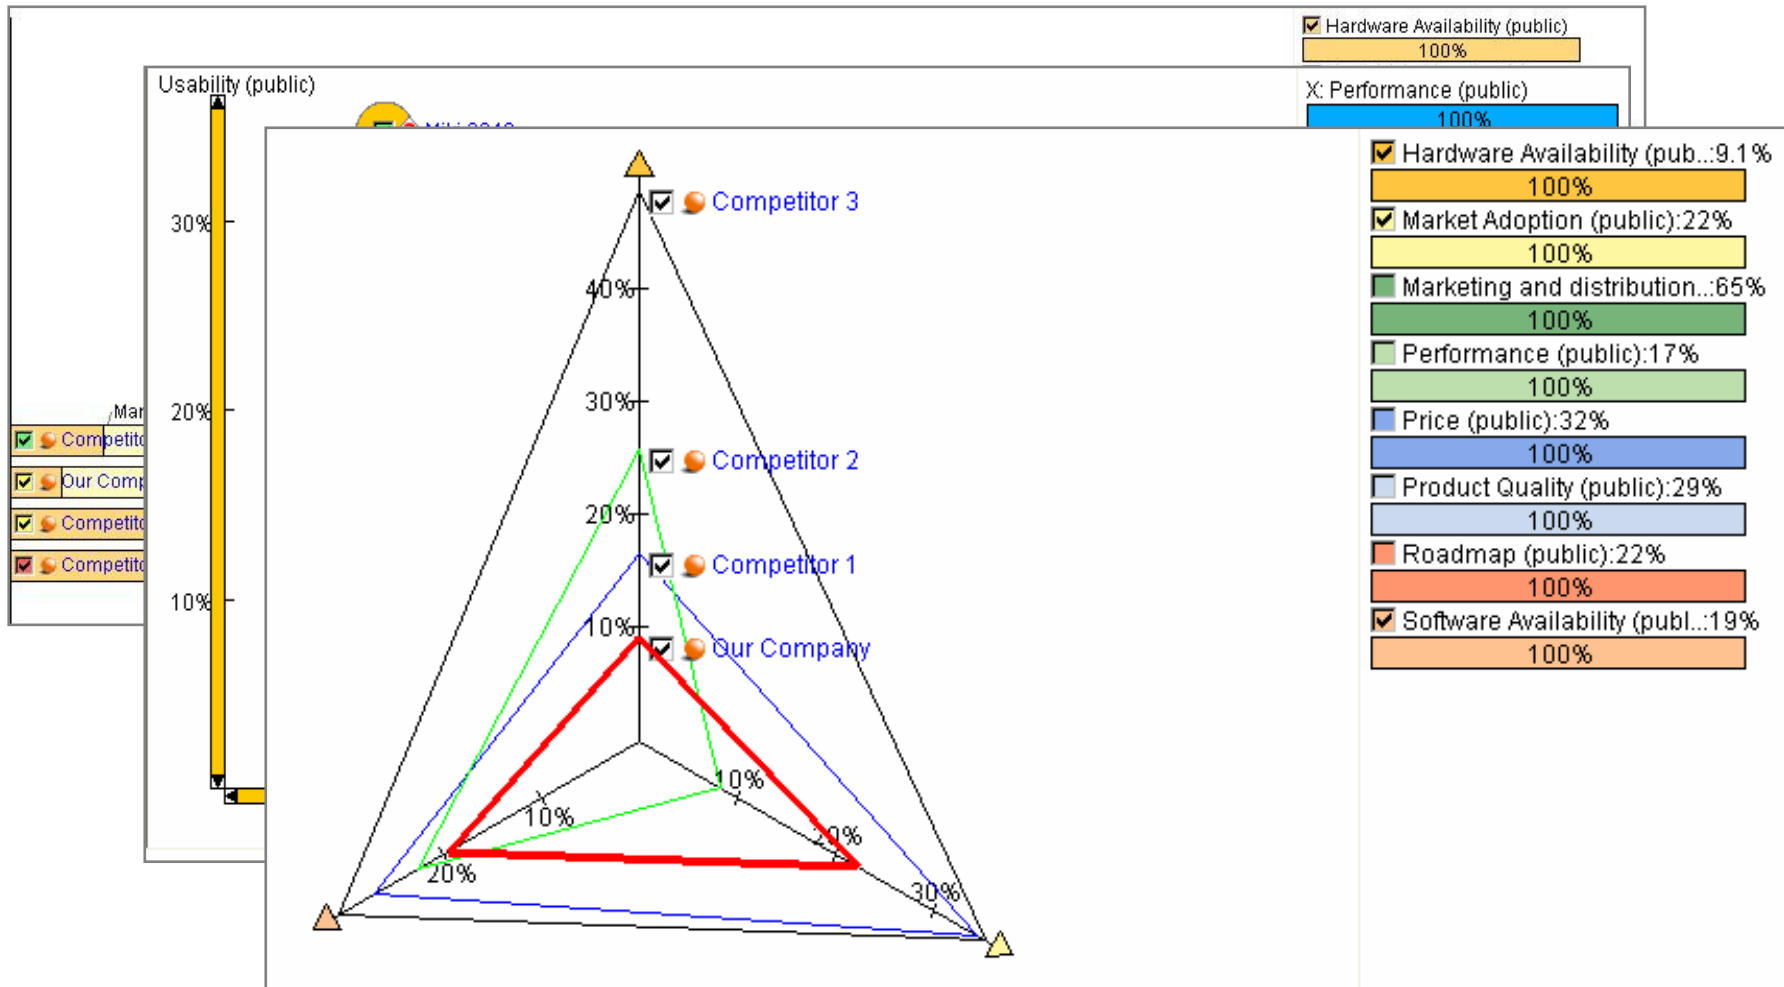 Hardware Availability (public)
100%
Usability (public)
X: Performance (public)
100%
30%
20%
10%
Mar
Competito
Our Comp
Competito
Competito
Competitor 3
40%
30%
Competitor 2
20%
Competitor 1
10%
Our Company
10%
10%
20%
20%
30%
Hardware Availability (pub..:9.1%
100%
Market Adoption (public):22%
100%
Marketing and distribution..:65%
100%
Performance (public):17%
100%
Price (public):32%
100%
Product Quality (public):29%
100%
Roadmap (public):22%
100%
Software Availability (publ..:19%
100%